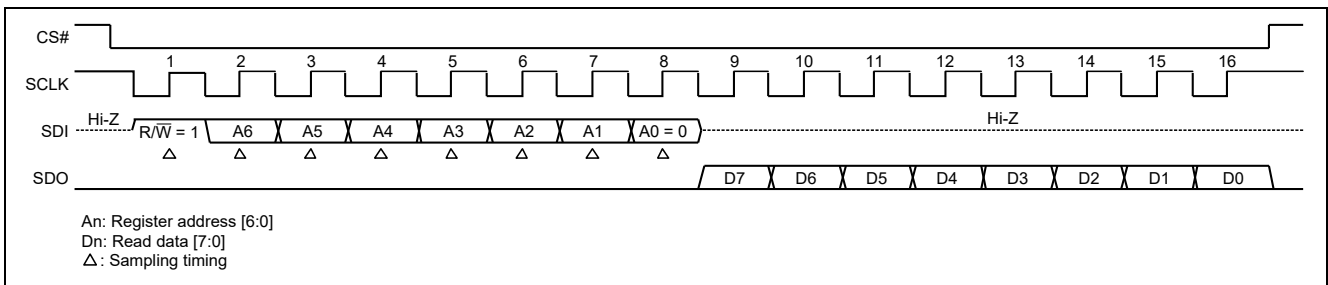 CS#
1 2 3 4 5 6 7 8 9 10 11 12 13 14 15 16
SCLK
Hi-Z Hi-Z
SDI R/W̅ = 1 A6 A5 A4 A3 A2 A1 A0 = 0
SDO D7 D6 D5 D4 D3 D2 D1 D0
An: Register address [6:0]
Dn: Read data [7:0]
△: Sampling timing